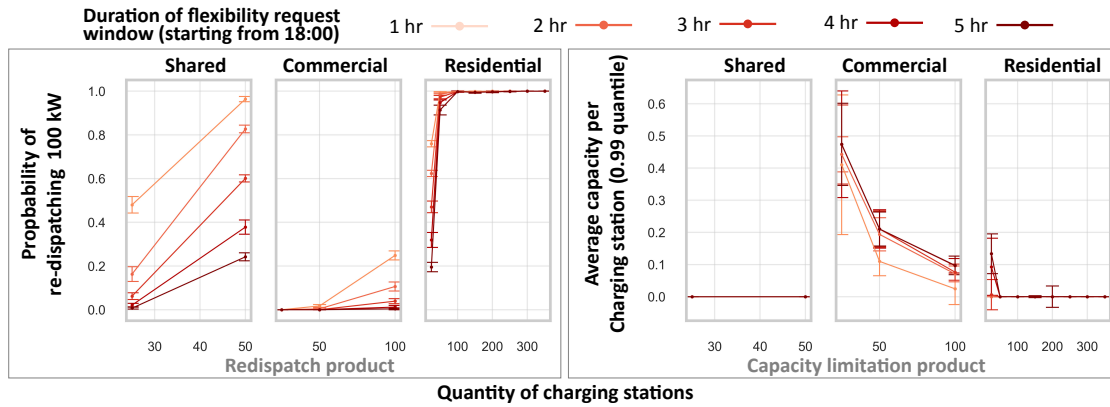 Duration of flexibility request
window (starting from 18:00)
1 hr
2 hr
3 hr
4 hr
5 hr
Shared
Commercial
Residential
Propbability of
re-dispatching 100 kW
1.0
0.8
0.6
0.4
0.2
0.0
30
40
50
50
100
100
200
300
Redispatch product
Shared
Commercial
Residential
Average capacity per
Charging station (0.99 quantile)
0.6
0.5
0.4
0.3
0.2
0.1
0.0
30
40
50
50
100
100
200
300
Capacity limitation product
Quantity of charging stations